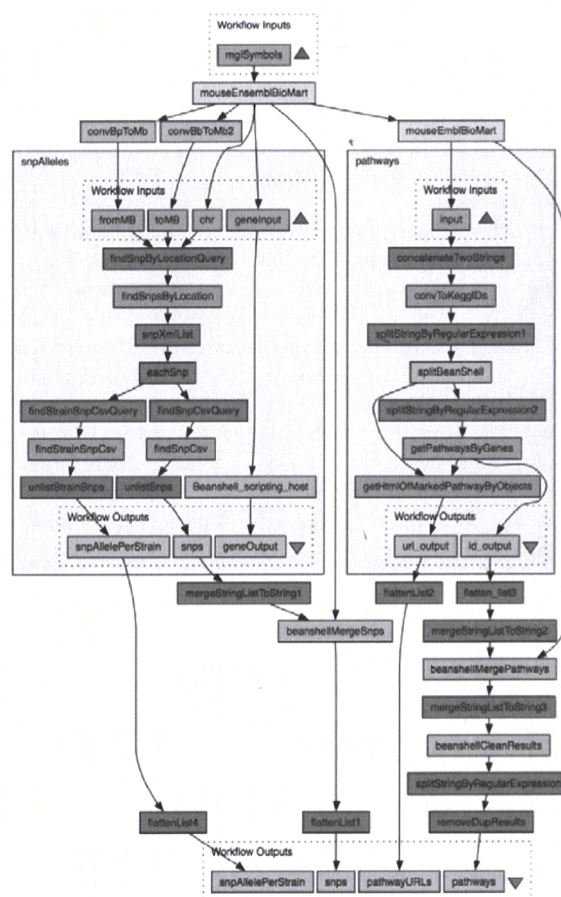 Workflow Inputs
mgiSymbols
mouseEnsemblBioMart
convBpToMb
convBbToMb2
mouseEmblBioMart
snpAlleles
pathways
Workflow Inputs
Workflow Inputs
fromMB
toMB
chr
geneInput
input
findSnpByLocationQuery
concatenateTwoStrings
findSnpsByLocation
convToKeggIDs
snpXmlList
splitStringByRegularExpression1
eachSnp
splitBeanShell
findStrainSnpCsvQuery
findSnpCsvQuery
splitStringByRegularExpression2
findStrainSnpCsv
findSnpCsv
getPathwaysByGenes
unlistStrainSnps
unlistSnps
Beanshell_scripting_host
getHtmlOfMarkedPathwayByObjects
Workflow Outputs
Workflow Outputs
snpAllelePerStrain
snps
geneOutput
url_output
id_output
mergeStringListToString1
flattenList2
flatten_list3
beanshellMergeSnps
mergeStringListToString2
beanshellMergePathways
mergeStringListToString3
beanshellCleanResults
splitStringByRegularExpression
flattenList4
flattenList1
removeDupResults
Workflow Outputs
snpAllelePerStrain
snps
pathwayURLs
pathways